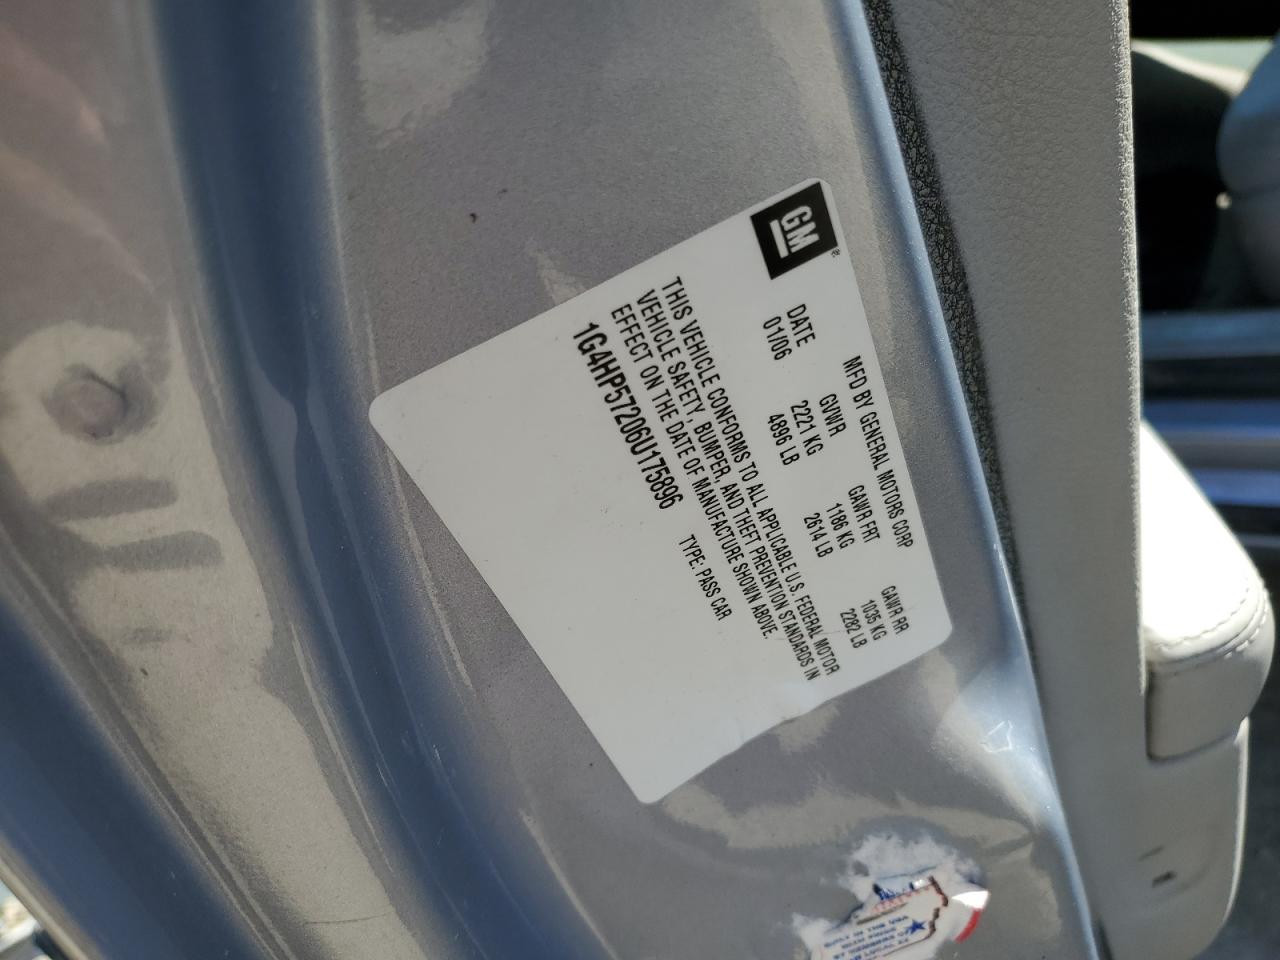 GM®
MFD BY GENERAL MOTORS CORP
DATE GVWR GAWR FRT GAWR RR
01/06 2221 KG 1186 KG 1035 KG
4896 LB 2614 LB 2282 LB
THIS VEHICLE CONFORMS TO ALL APPLICABLE U.S. FEDERAL MOTOR
VEHICLE SAFETY, BUMPER, AND THEFT PREVENTION STANDARDS IN
EFFECT ON THE DATE OF MANUFACTURE SHOWN ABOVE.
1G4HP57206U175896 TYPE: PASS CAR